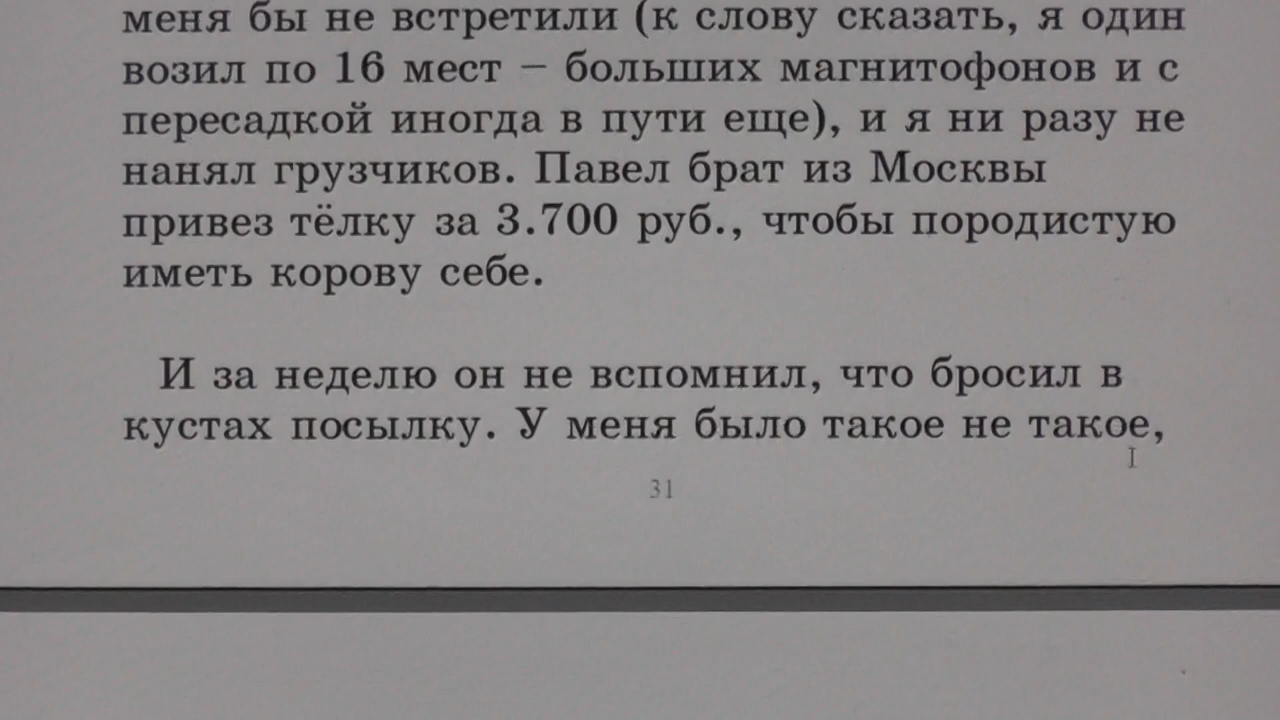 меня бы не встретили (к слову сказать, я один
возил по 16 мест – больших магнитофонов и с
пересадкой иногда в пути еще), и я ни разу не
нанял грузчиков. Павел брат из Москвы
привез тёлку за 3.700 руб., чтобы породистую
иметь корову себе.
И за неделю он не вспомнил, что бросил в
кустах посылку. У меня было такое не такое,
31